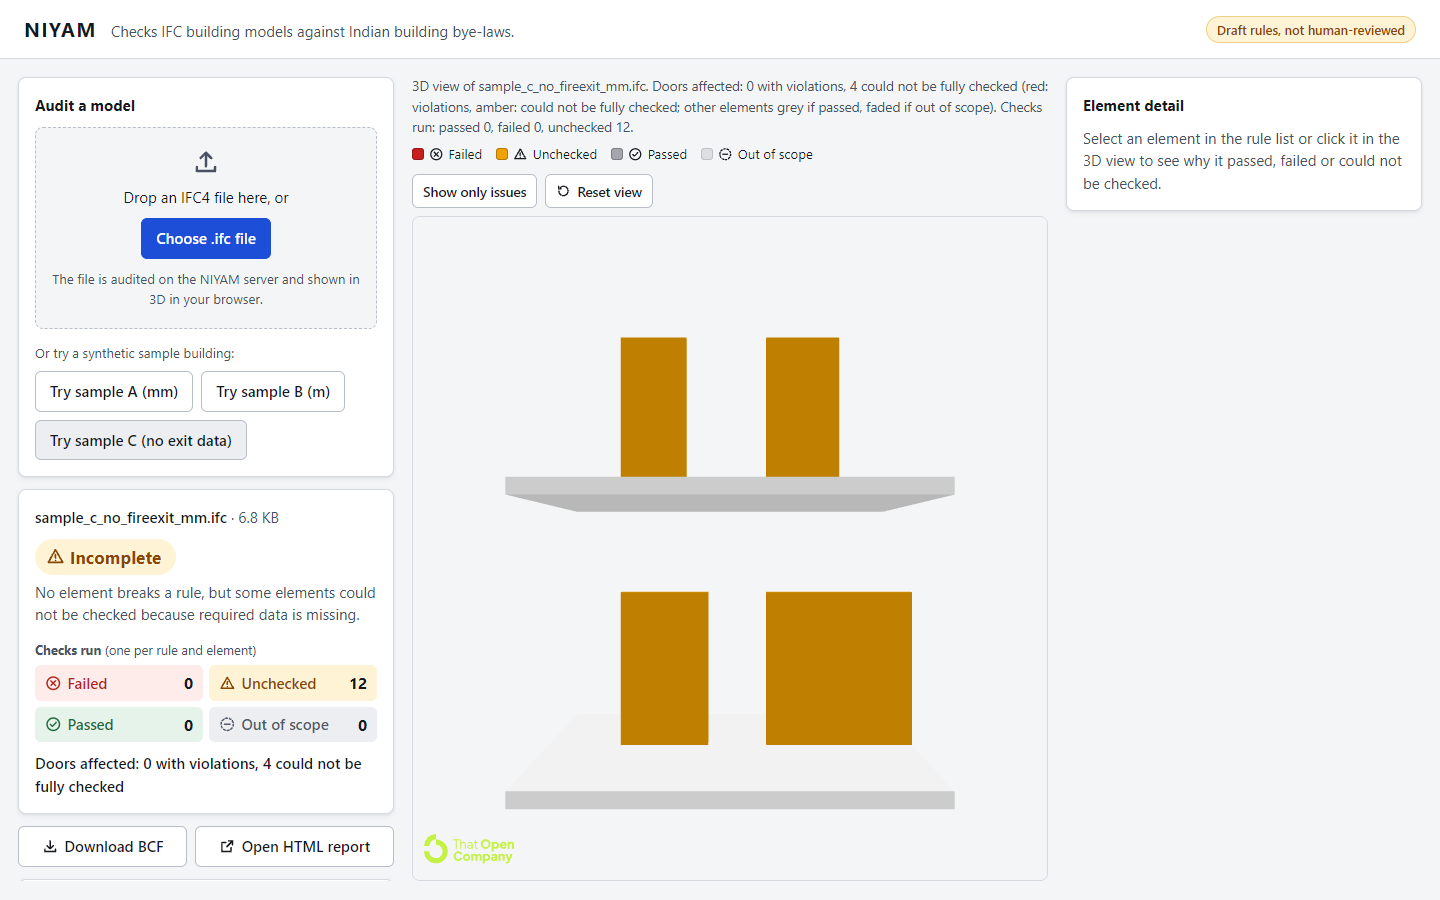 NIYAM
Checks IFC building models against Indian building bye-laws.
Draft rules, not human-reviewed
Audit a model
Drop an IFC4 file here, or
Choose .ifc file
The file is audited on the NIYAM server and shown in
3D in your browser.
Or try a synthetic sample building:
Try sample A (mm)
Try sample B (m)
Try sample C (no exit data)
sample_c_no_fireexit_mm.ifc · 6.8 KB
Incomplete
No element breaks a rule, but some elements could
not be checked because required data is missing.
Checks run (one per rule and element)
Failed 0
Unchecked 12
Passed 0
Out of scope 0
Doors affected: 0 with violations, 4 could not be
fully checked
Download BCF
Open HTML report
3D view of sample_c_no_fireexit_mm.ifc. Doors affected: 0 with violations, 4 could not be fully checked (red:
violations, amber: could not be fully checked; other elements grey if passed, faded if out of scope). Checks
run: passed 0, failed 0, unchecked 12.
Failed
Unchecked
Passed
Out of scope
Show only issues
Reset view
That Open
Company
Element detail
Select an element in the rule list or click it in the
3D view to see why it passed, failed or could not
be checked.